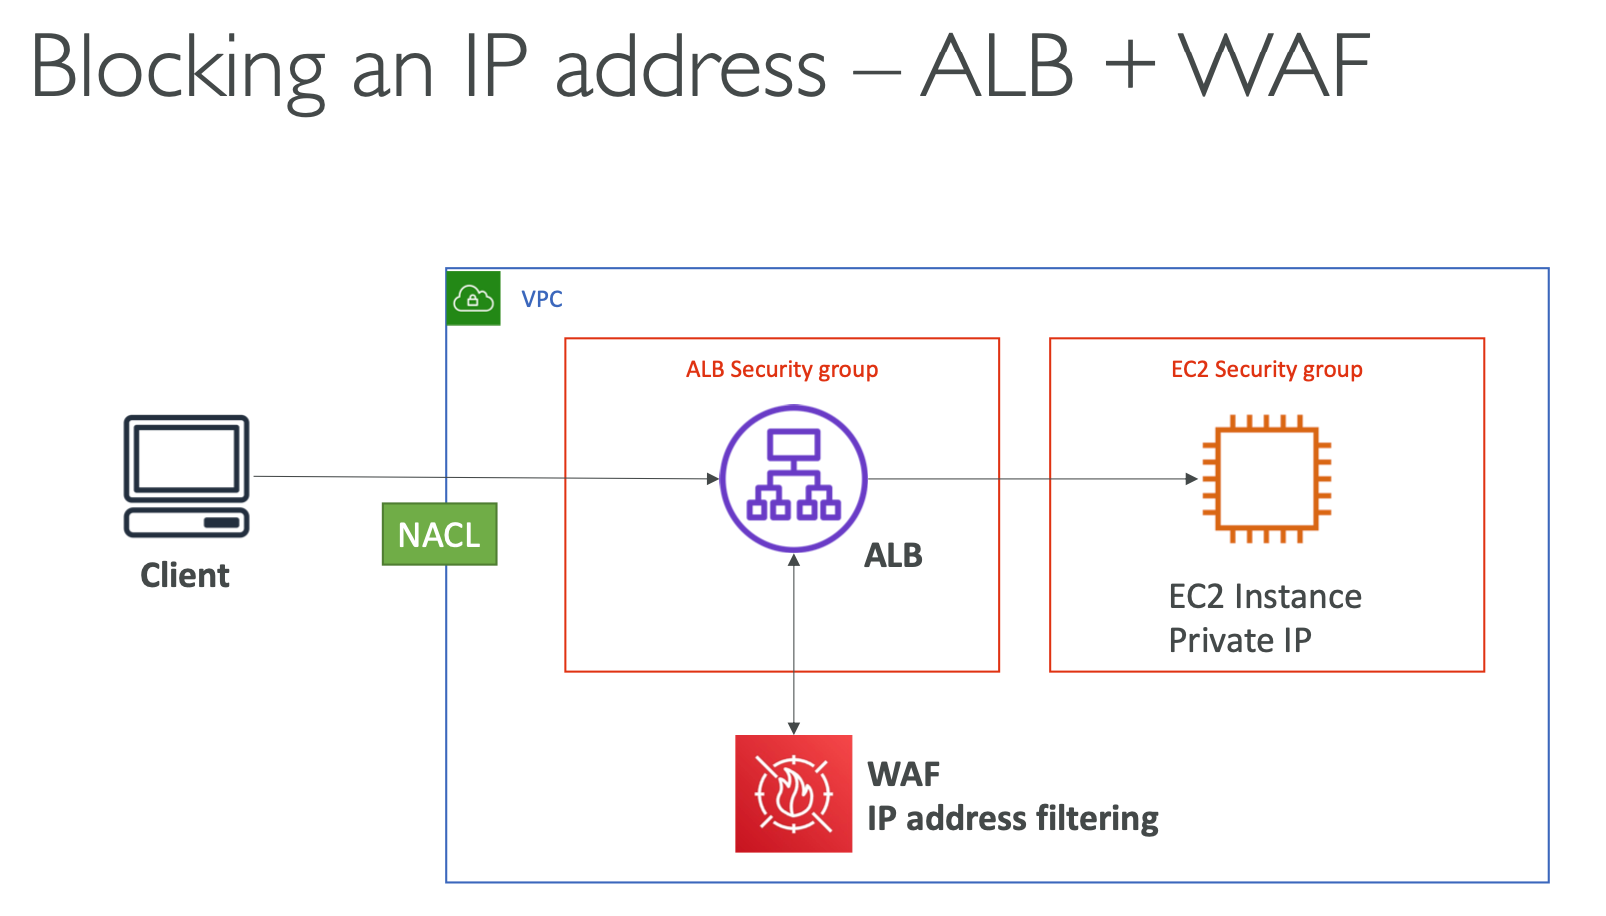 Blocking an IP address – ALB + WAF
VPC
ALB Security group
EC2 Security group
NACL
Client
ALB
EC2 Instance
Private IP
WAF
IP address filtering